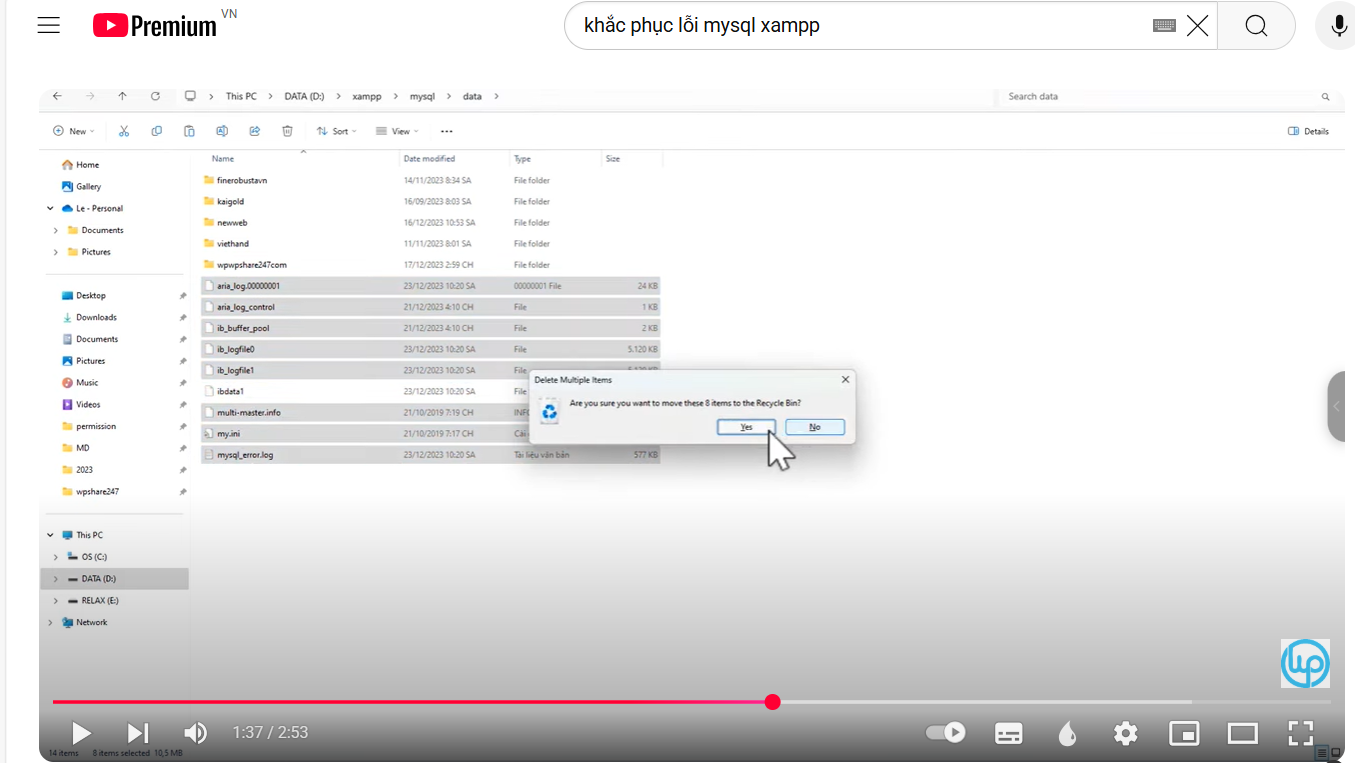 Premium VN
khắc phục lỗi mysql xampp
This PC > DATA (D:) > xampp > mysql > data >
Search data
New
Sort
View
Details
Name Date modified Type Size
Home
Gallery
Le - Personal
Documents
Pictures
Desktop
Downloads
Documents
Pictures
Music
Videos
permission
MD
2023
wpshare247
This PC
OS (C:)
DATA (D:)
RELAX (E:)
Network
finerobustavn 14/11/2023 8:34 SA File folder
kaigold 16/09/2023 8:03 SA File folder
newweb 16/12/2023 10:53 SA File folder
viethand 11/11/2023 8:01 SA File folder
wpwpshare247com 17/12/2023 2:59 CH File folder
aria_log.00000001 23/12/2023 10:20 SA 00000001 File 24 KB
aria_log_control 21/12/2023 4:10 CH File 1 KB
ib_buffer_pool 21/12/2023 4:10 CH File 2 KB
ib_logfile0 23/12/2023 10:20 SA File 5.120 KB
ib_logfile1 23/12/2023 10:20 SA File
ibdata1 23/12/2023 10:20 SA File
multi-master.info 21/10/2019 7:19 CH
my.ini 21/10/2019 7:17 CH
mysql_error.log 23/12/2023 10:20 SA Tài liệu văn bản 577 KB
Delete Multiple Items
Are you sure you want to move these 8 items to the Recycle Bin?
Yes No
1:37 / 2:53
14 items 8 items selected 10,5 MB